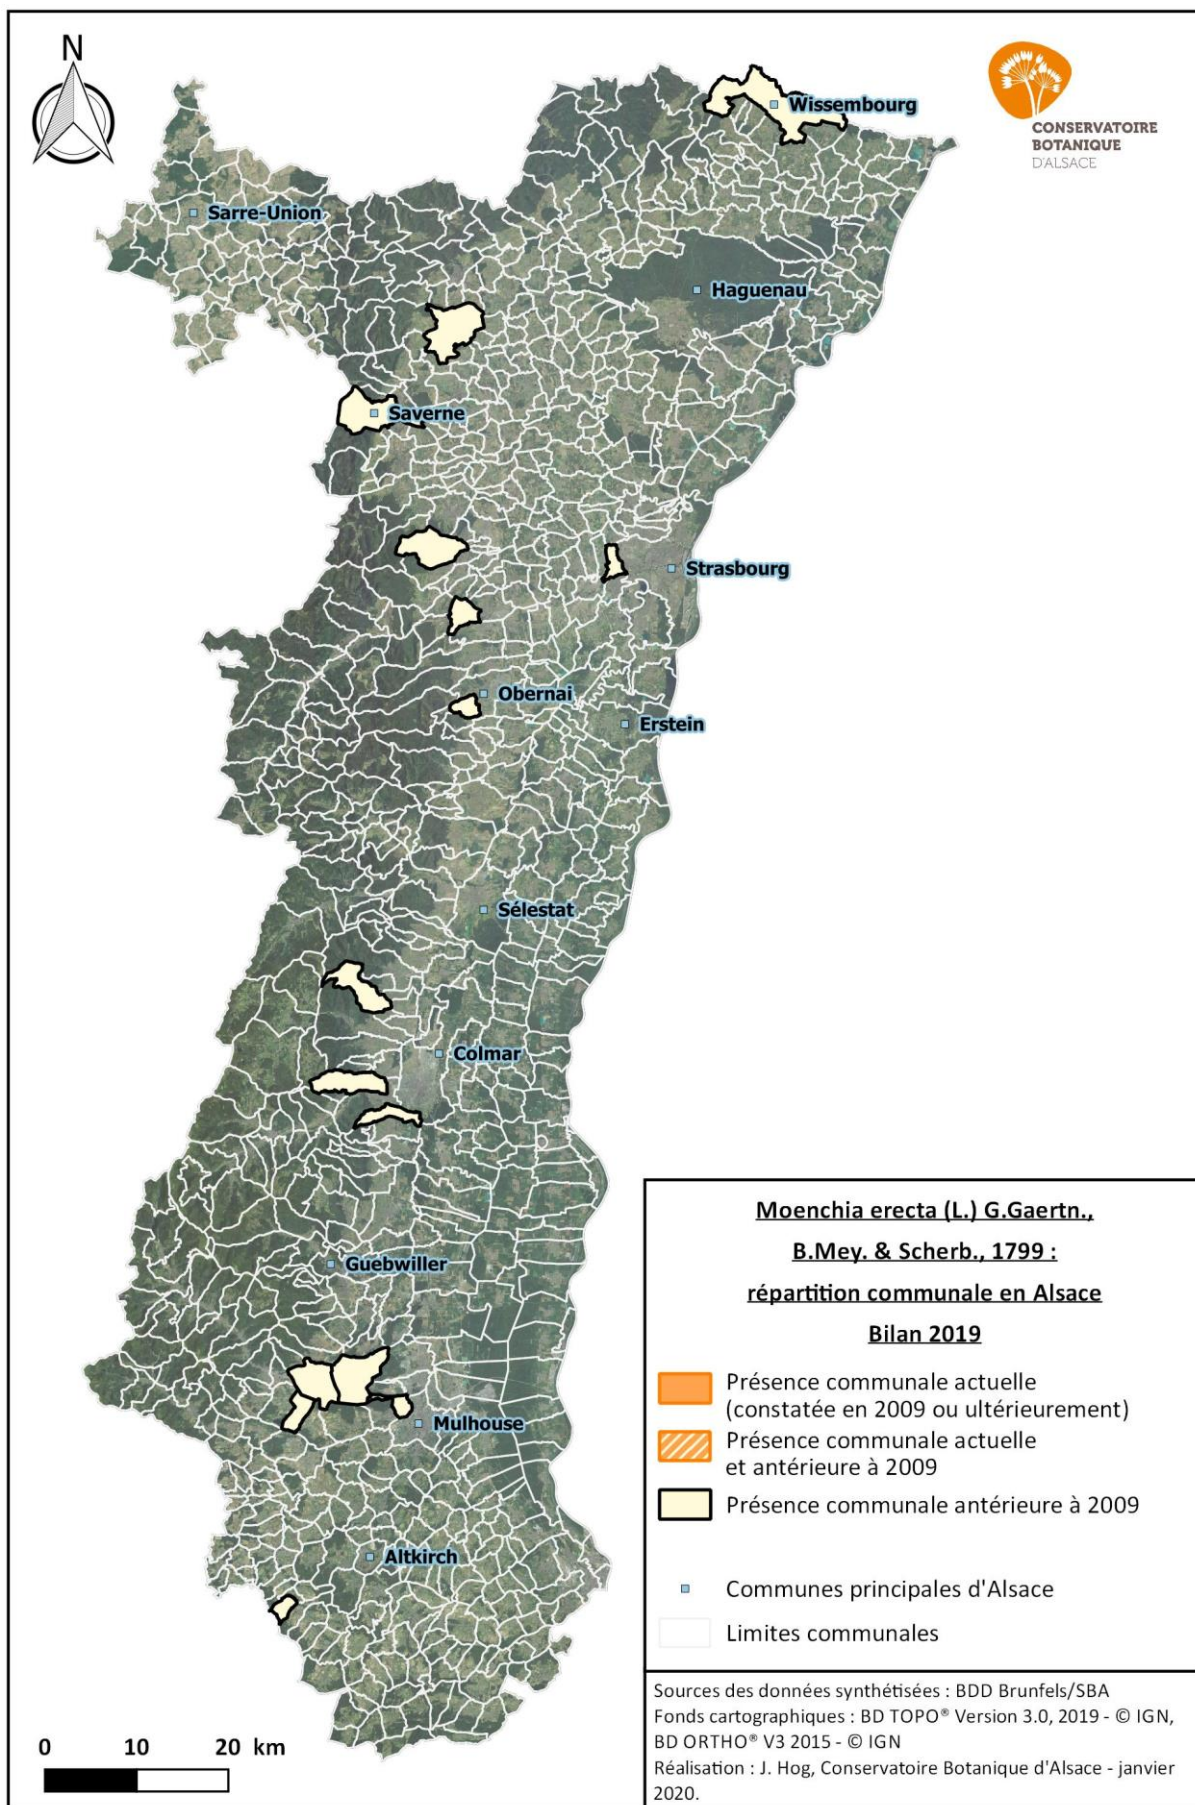 N
CONSERVATOIRE
BOTANIQUE
D'ALSACE
Wissembourg
Sarre-Union
Haguenau
Saverne
Strasbourg
Obernai
Erstein
Sélestat
Colmar
Guebwiller
Mulhouse
Altkirch
0 10 20 km
Moenchia erecta (L.) G.Gaertn.,
B.Mey. & Scherb., 1799 :
répartition communale en Alsace
Bilan 2019
Présence communale actuelle
(constatée en 2009 ou ultérieurement)
Présence communale actuelle
et antérieure à 2009
Présence communale antérieure à 2009
Communes principales d'Alsace
Limites communales
Sources des données synthétisées : BDD Brunfels/SBA
Fonds cartographiques : BD TOPO® Version 3.0, 2019 - © IGN,
BD ORTHO® V3 2015 - © IGN
Réalisation : J. Hog, Conservatoire Botanique d'Alsace - janvier
2020.